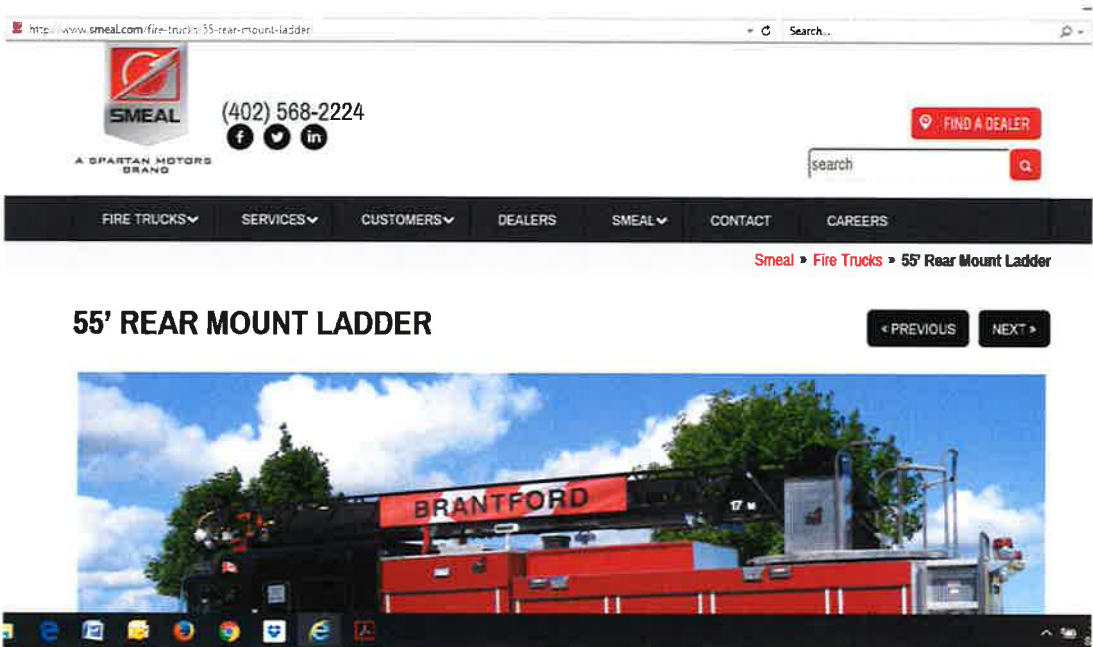 http://www.smeal.com/fire-trucks/55-rear-mount-ladder
Search...
SMEAL
A SPARTAN MOTORS
BRAND
(402) 568-2224
FIND A DEALER
search
FIRE TRUCKS
SERVICES
CUSTOMERS
DEALERS
SMEAL
CONTACT
CAREERS
Smeal » Fire Trucks » 55' Rear Mount Ladder
55' REAR MOUNT LADDER
« PREVIOUS
NEXT »
BRANTFORD
17 M